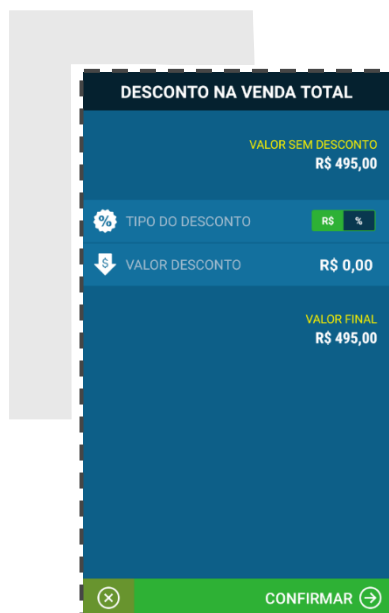 DESCONTO NA VENDA TOTAL
VALOR SEM DESCONTO
R$ 495,00
% TIPO DO DESCONTO R$ %
$ VALOR DESCONTO R$ 0,00
VALOR FINAL
R$ 495,00
CONFIRMAR